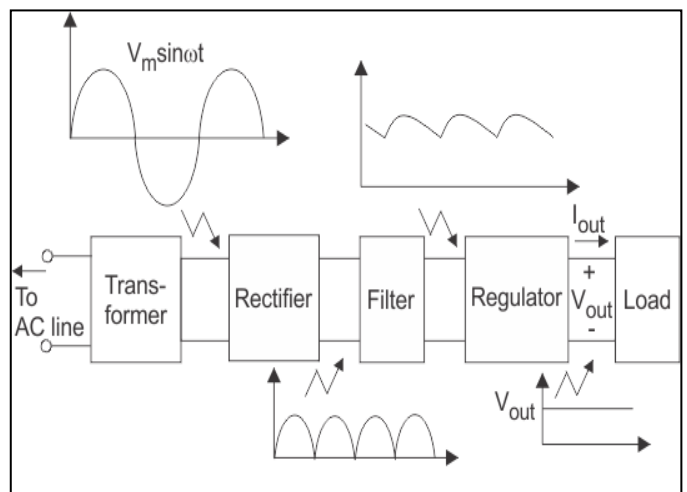 Vmsinωt
To
AC line
Trans-
former
Rectifier
Filter
Regulator
Iout
+
Vout
-
Load
Vout